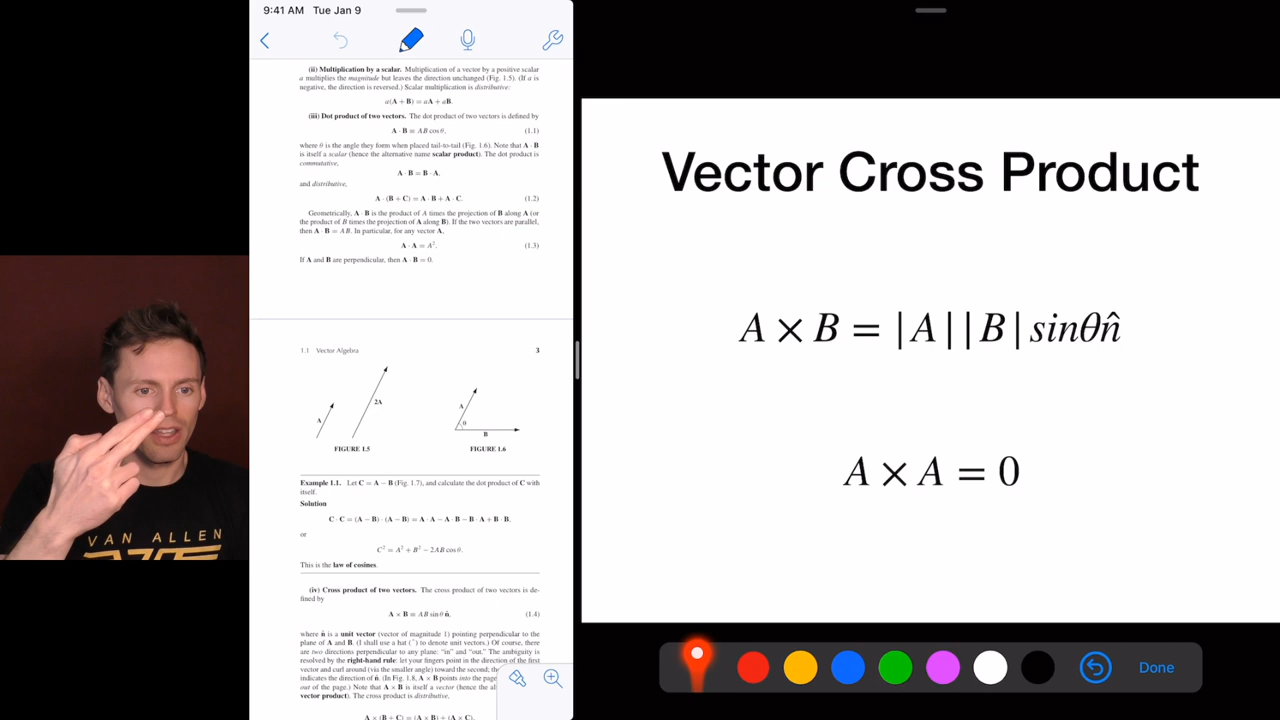 9:41 AM Tue Jan 9
(ii) Multiplication by a scalar. Multiplication of a vector by a positive scalar
a multiplies the magnitude but leaves the direction unchanged (Fig. 1.5). (If a is
negative, the direction is reversed.) Scalar multiplication is distributive:
a(A + B) = aA + aB.
(iii) Dot product of two vectors. The dot product of two vectors is defined by
A · B ≡ AB cos θ, (1.1)
where θ is the angle they form when placed tail-to-tail (Fig. 1.6). Note that A · B
is itself a scalar (hence the alternative name scalar product). The dot product is
commutative,
A · B = B · A,
and distributive,
A · (B + C) = A · B + A · C. (1.2)
Geometrically, A · B is the product of A times the projection of B along A (or
the product of B times the projection of A along B). If the two vectors are parallel,
then A · B = AB. In particular, for any vector A,
A · A = A². (1.3)
If A and B are perpendicular, then A · B = 0.
1.1 Vector Algebra 3
A
2A
A
θ
B
FIGURE 1.5 FIGURE 1.6
Example 1.1. Let C = A − B (Fig. 1.7), and calculate the dot product of C with
itself.
Solution
C · C = (A − B) · (A − B) = A · A − A · B − B · A + B · B,
or
C² = A² + B² − 2AB cos θ.
This is the law of cosines.
(iv) Cross product of two vectors. The cross product of two vectors is de-
fined by
A × B ≡ AB sin θ n̂, (1.4)
where n̂ is a unit vector (vector of magnitude 1) pointing perpendicular to the
plane of A and B. (I shall use a hat (ˆ) to denote unit vectors.) Of course, there
are two directions perpendicular to any plane: "in" and "out." The ambiguity is
resolved by the right-hand rule: let your fingers point in the direction of the first
vector and curl around (via the smaller angle) toward the second;
indicates the direction of n̂. (In Fig. 1.8, A × B points into the
out of the page.) Note that A × B is itself a vector (hence the
vector product). The cross product is distributive,
A × (B + C) = (A × B) + (A × C),
Vector Cross Product
A × B = |A||B|sinθn̂
A × A = 0
Done
VAN ALLEN